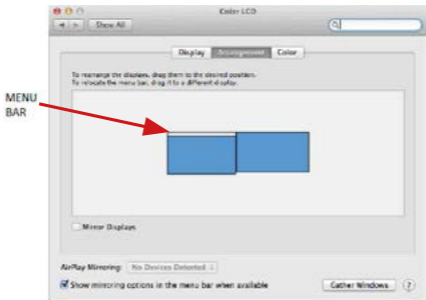 Color LCD
Show All
Display Arrangement Color
To rearrange the displays, drag them to the desired position.
To relocate the menu bar, drag it to a different display.
MENU
BAR
Mirror Displays
AirPlay Mirroring: No Devices Detected
Show mirroring options in the menu bar when available
Gather Windows ?